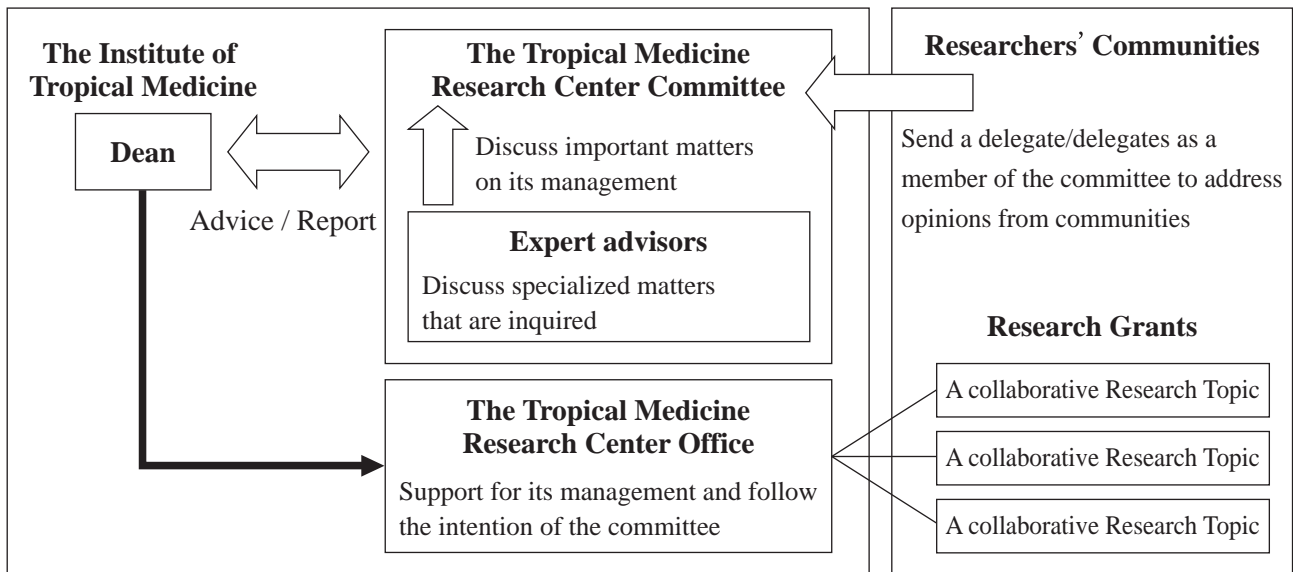 The Institute of
Tropical Medicine
Dean
Advice / Report
The Tropical Medicine
Research Center Committee
Discuss important matters
on its management
Expert advisors
Discuss specialized matters
that are inquired
The Tropical Medicine
Research Center Office
Support for its management and follow
the intention of the committee
Researchers’ Communities
Send a delegate/delegates as a
member of the committee to address
opinions from communities
Research Grants
A collaborative Research Topic
A collaborative Research Topic
A collaborative Research Topic